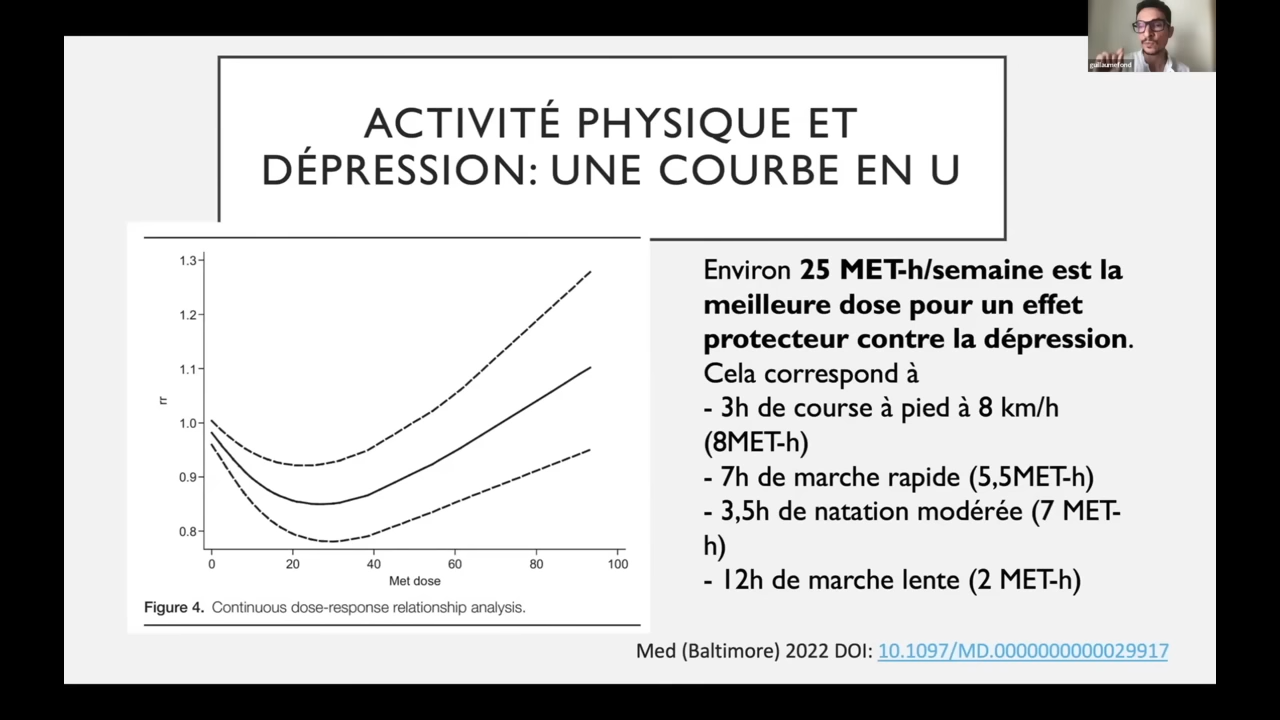 guillaumefond
ACTIVITÉ PHYSIQUE ET
DÉPRESSION: UNE COURBE EN U
1.3
1.2
1.1
1.0
0.9
0.8
rr
0 20 40 60 80 100
Met dose
Figure 4. Continuous dose-response relationship analysis.
Environ 25 MET-h/semaine est la
meilleure dose pour un effet
protecteur contre la dépression.
Cela correspond à
- 3h de course à pied à 8 km/h
(8MET-h)
- 7h de marche rapide (5,5MET-h)
- 3,5h de natation modérée (7 MET-
h)
- 12h de marche lente (2 MET-h)
Med (Baltimore) 2022 DOI: 10.1097/MD.0000000000029917